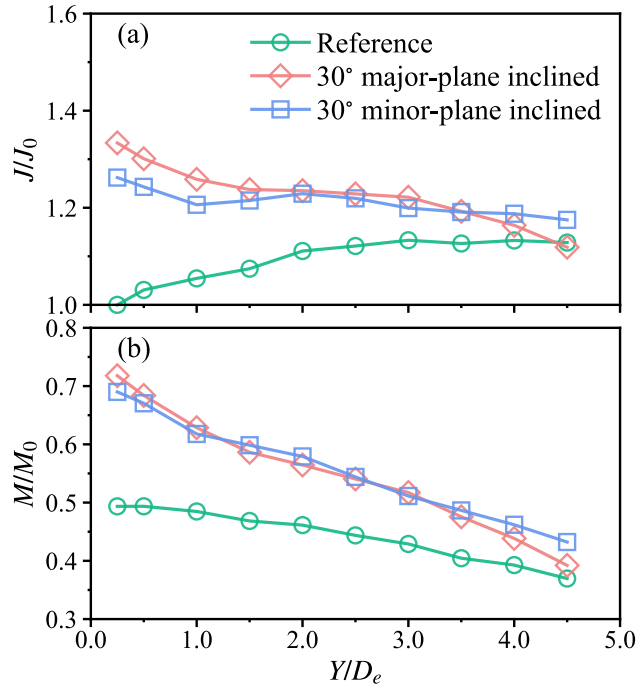 1.6
(a)
Reference
30° major-plane inclined
30° minor-plane inclined
1.4
J/J₀
1.2
1.0
0.8
(b)
0.7
0.6
M/M₀
0.5
0.4
0.3
0.0 1.0 2.0 3.0 4.0 5.0
Y/Dₑ